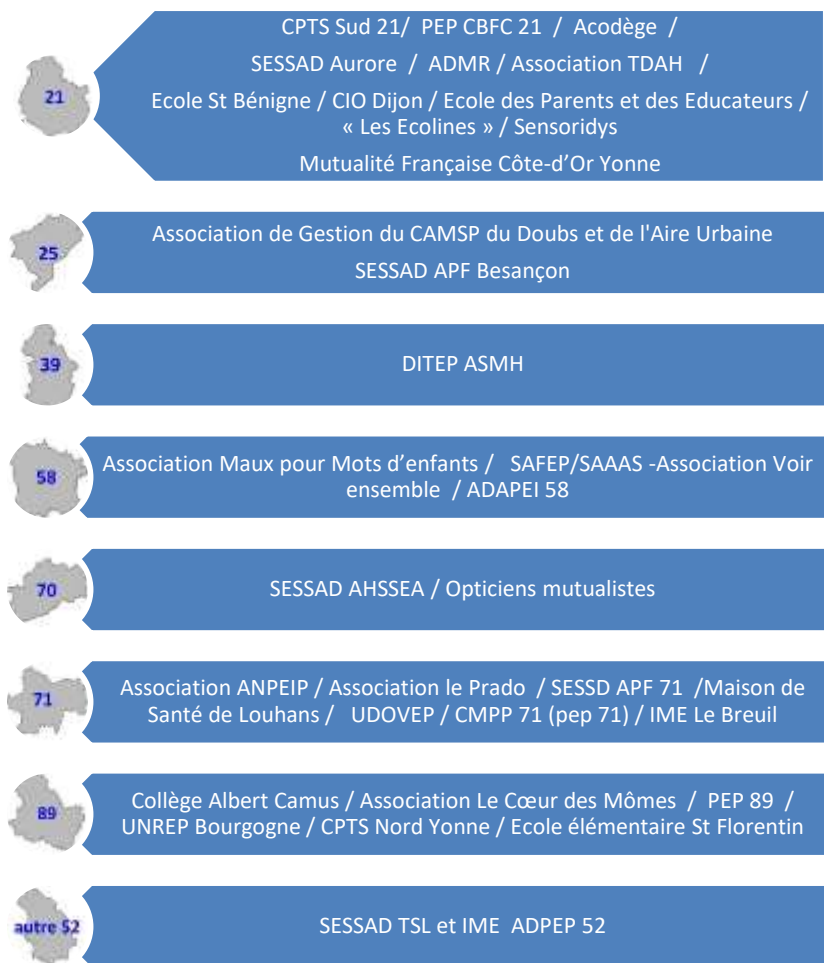 21
CPTS Sud 21/ PEP CBFC 21 / Acodège /
SESSAD Aurore / ADMR / Association TDAH /
Ecole St Bénigne / CIO Dijon / Ecole des Parents et des Educateurs /
« Les Ecolines » / Sensoridys
Mutualité Française Côte-d'Or Yonne
25
Association de Gestion du CAMSP du Doubs et de l'Aire Urbaine
SESSAD APF Besançon
39
DITEP ASMH
58
Association Maux pour Mots d'enfants / SAFEP/SAAAS -Association Voir
ensemble / ADAPEI 58
70
SESSAD AHSSEA / Opticiens mutualistes
71
Association ANPEIP / Association le Prado / SESSD APF 71 /Maison de
Santé de Louhans / UDOVEP / CMPP 71 (pep 71) / IME Le Breuil
89
Collège Albert Camus / Association Le Cœur des Mômes / PEP 89 /
UNREP Bourgogne / CPTS Nord Yonne / Ecole élémentaire St Florentin
autre 52
SESSAD TSL et IME ADPEP 52